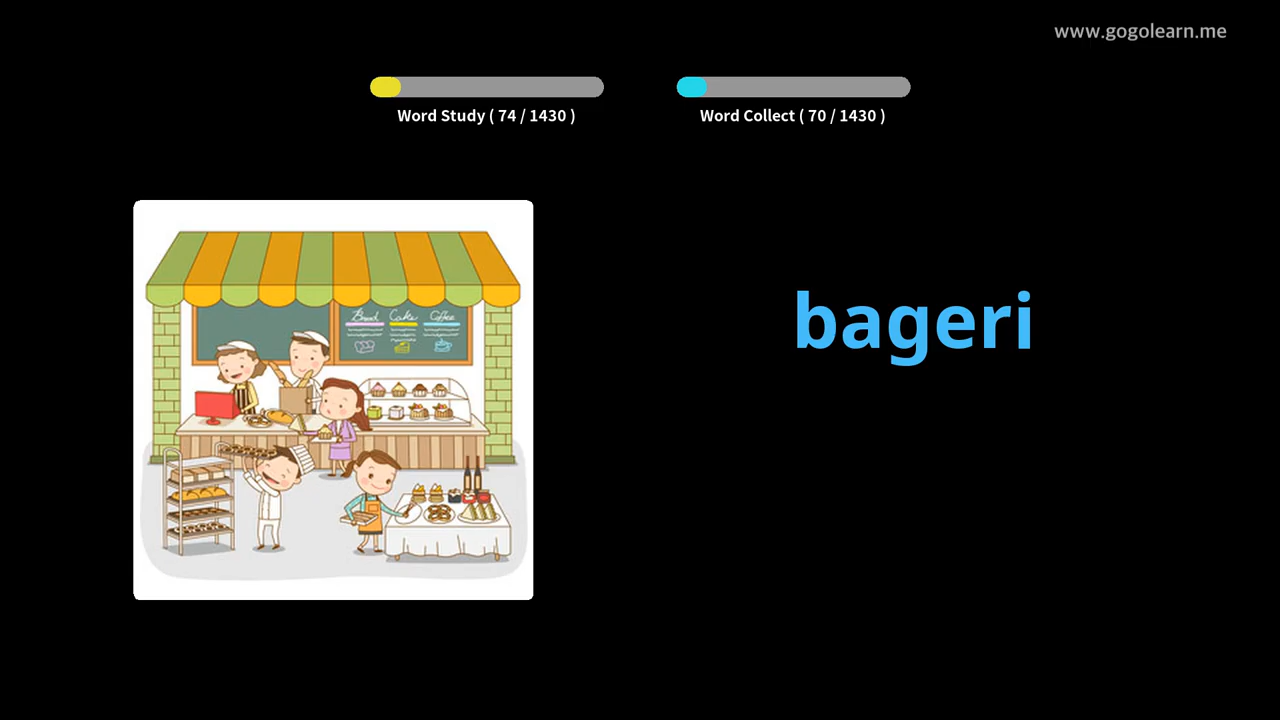 www.gogolearn.me
Word Study ( 74 / 1430 )
Word Collect ( 70 / 1430 )
Bread Cake Coffee
bageri